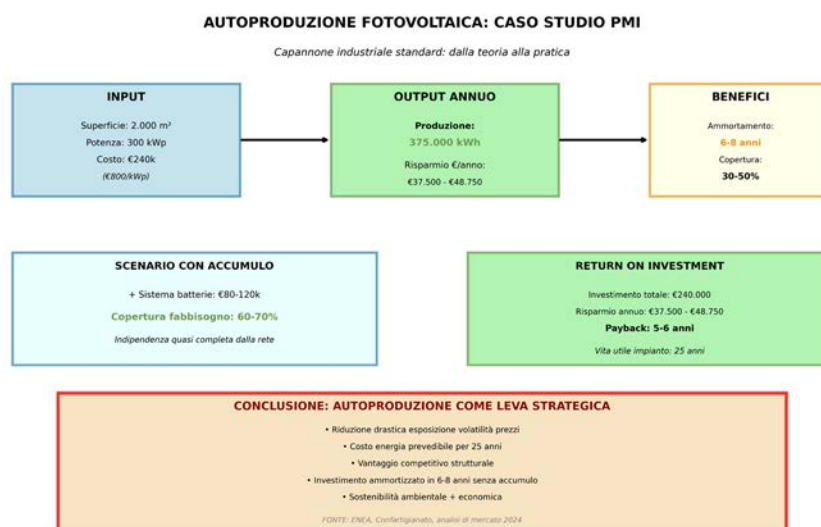 AUTOPRODUZIONE FOTOVOLTAICA: CASO STUDIO PMI
Capannone industriale standard: dalla teoria alla pratica
INPUT
Superficie: 2.000 m²
Potenza: 300 kWp
Costo: €240k
(€800/kWp)
OUTPUT ANNUO
Produzione:
375.000 kWh
Risparmio €/anno:
€37.500 - €48.750
BENEFICI
Ammortamento:
6-8 anni
Copertura:
30-50%
SCENARIO CON ACCUMULO
+ Sistema batterie: €80-120k
Copertura fabbisogno: 60-70%
Indipendenza quasi completa dalla rete
RETURN ON INVESTMENT
Investimento totale: €240.000
Risparmio annuo: €37.500 - €48.750
Payback: 5-6 anni
Vita utile impianto: 25 anni
CONCLUSIONE: AUTOPRODUZIONE COME LEVA STRATEGICA
• Riduzione drastica esposizione volatilità prezzi
• Costo energia prevedibile per 25 anni
• Vantaggio competitivo strutturale
• Investimento ammortizzato in 6-8 anni senza accumulo
• Sostenibilità ambientale + economica
FONTE: ENEA, Confartigianato, analisi di mercato 2024